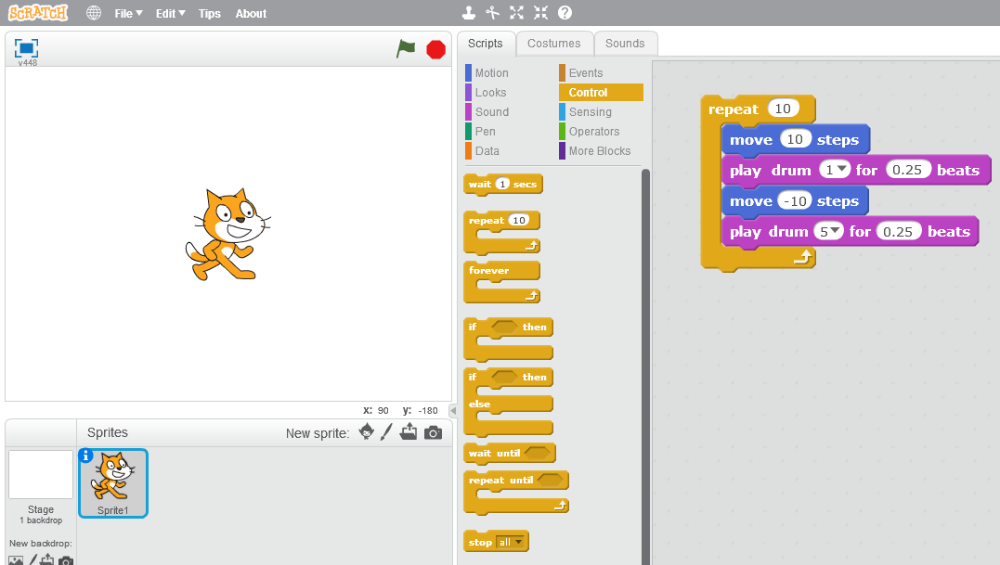 SCRATCH File Edit Tips About
v448
x: 90 y: -180
Sprites New sprite:
Stage
1 backdrop
New backdrop:
Sprite1
Scripts Costumes Sounds
Motion Events
Looks Control
Sound Sensing
Pen Operators
Data More Blocks
wait 1 secs
repeat 10
forever
if then
if then
else
wait until
repeat until
stop all
repeat 10
move 10 steps
play drum 1 for 0.25 beats
move -10 steps
play drum 5 for 0.25 beats